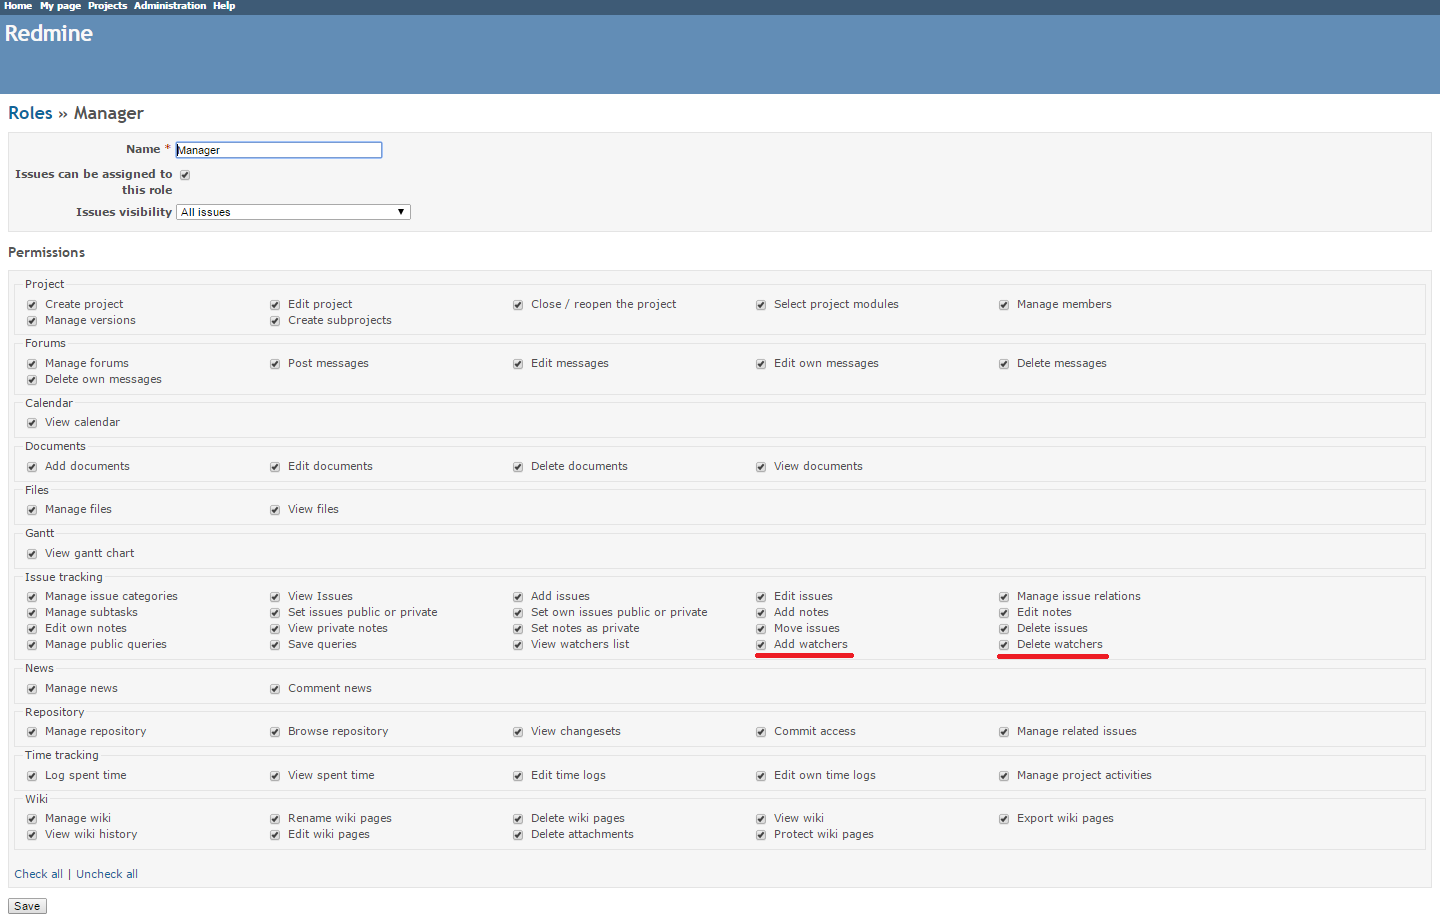 Home My page Projects Administration Help
Redmine
Roles » Manager
Name * Manager
Issues can be assigned to
this role
Issues visibility All issues
Permissions
Project
Create project Edit project Close / reopen the project Select project modules Manage members
Manage versions Create subprojects
Forums
Manage forums Post messages Edit messages Edit own messages Delete messages
Delete own messages
Calendar
View calendar
Documents
Add documents Edit documents Delete documents View documents
Files
Manage files View files
Gantt
View gantt chart
Issue tracking
Manage issue categories View Issues Add issues Edit issues Manage issue relations
Manage subtasks Set issues public or private Set own issues public or private Add notes Edit notes
Edit own notes View private notes Set notes as private Move issues Delete issues
Manage public queries Save queries View watchers list Add watchers Delete watchers
News
Manage news Comment news
Repository
Manage repository Browse repository View changesets Commit access Manage related issues
Time tracking
Log spent time View spent time Edit time logs Edit own time logs Manage project activities
Wiki
Manage wiki Rename wiki pages Delete wiki pages View wiki Export wiki pages
View wiki history Edit wiki pages Delete attachments Protect wiki pages
Check all | Uncheck all
Save